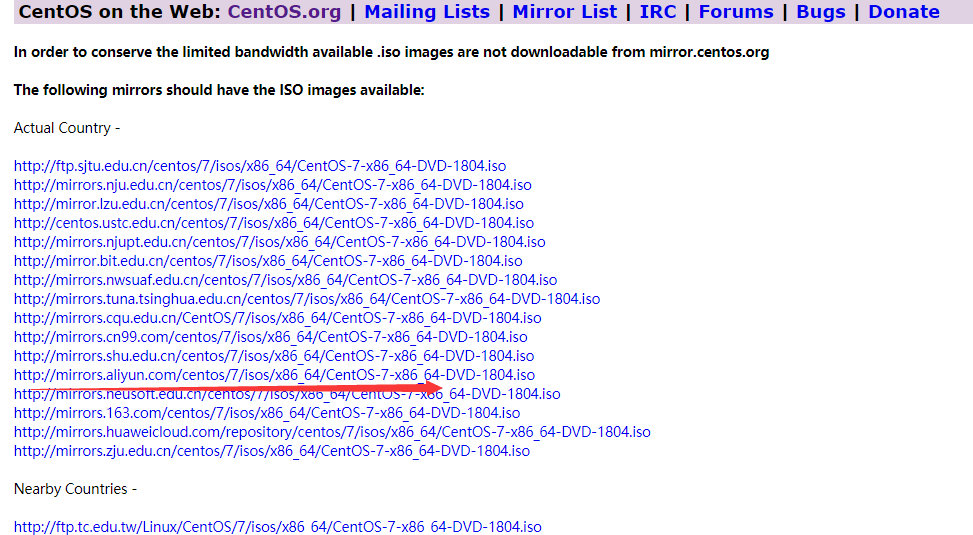 CentOS on the Web: CentOS.org | Mailing Lists | Mirror List | IRC | Forums | Bugs | Donate
In order to conserve the limited bandwidth available .iso images are not downloadable from mirror.centos.org
The following mirrors should have the ISO images available:
Actual Country -
http://ftp.sjtu.edu.cn/centos/7/isos/x86_64/CentOS-7-x86_64-DVD-1804.iso
http://mirrors.nju.edu.cn/centos/7/isos/x86_64/CentOS-7-x86_64-DVD-1804.iso
http://mirror.lzu.edu.cn/centos/7/isos/x86_64/CentOS-7-x86_64-DVD-1804.iso
http://centos.ustc.edu.cn/centos/7/isos/x86_64/CentOS-7-x86_64-DVD-1804.iso
http://mirrors.njupt.edu.cn/centos/7/isos/x86_64/CentOS-7-x86_64-DVD-1804.iso
http://mirror.bit.edu.cn/centos/7/isos/x86_64/CentOS-7-x86_64-DVD-1804.iso
http://mirrors.nwsuaf.edu.cn/centos/7/isos/x86_64/CentOS-7-x86_64-DVD-1804.iso
http://mirrors.tuna.tsinghua.edu.cn/centos/7/isos/x86_64/CentOS-7-x86_64-DVD-1804.iso
http://mirrors.cqu.edu.cn/CentOS/7/isos/x86_64/CentOS-7-x86_64-DVD-1804.iso
http://mirrors.cn99.com/centos/7/isos/x86_64/CentOS-7-x86_64-DVD-1804.iso
http://mirrors.shu.edu.cn/centos/7/isos/x86_64/CentOS-7-x86_64-DVD-1804.iso
http://mirrors.aliyun.com/centos/7/isos/x86_64/CentOS-7-x86_64-DVD-1804.iso
http://mirrors.neusoft.edu.cn/centos/7/isos/x86_64/CentOS-7-x86_64-DVD-1804.iso
http://mirrors.163.com/centos/7/isos/x86_64/CentOS-7-x86_64-DVD-1804.iso
http://mirrors.huaweicloud.com/repository/centos/7/isos/x86_64/CentOS-7-x86_64-DVD-1804.iso
http://mirrors.zju.edu.cn/centos/7/isos/x86_64/CentOS-7-x86_64-DVD-1804.iso
Nearby Countries -
http://ftp.tc.edu.tw/Linux/CentOS/7/isos/x86_64/CentOS-7-x86_64-DVD-1804.iso